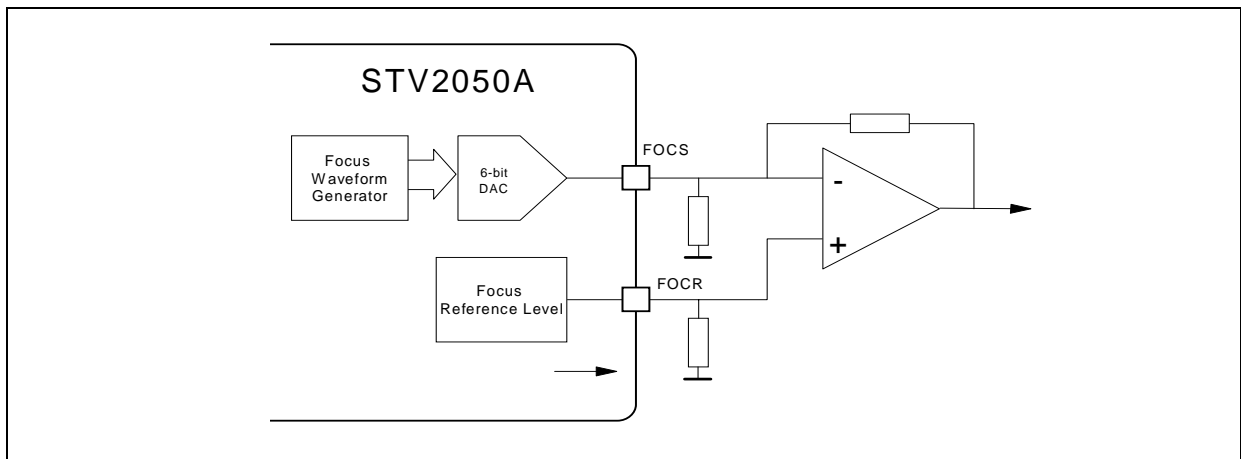 STV2050A
Focus
Waveform
Generator
6-bit
DAC
FOCS
-
+
Focus
Reference Level
FOCR